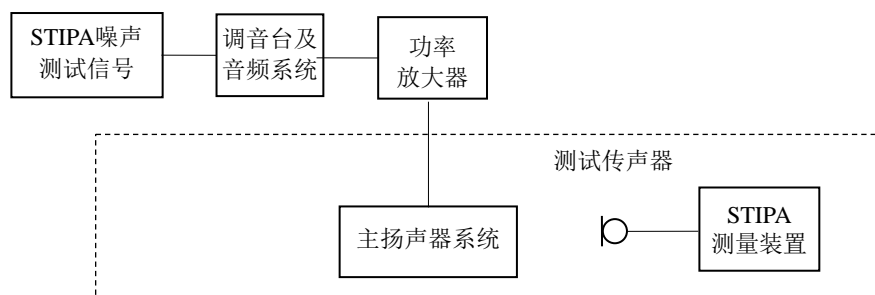 STIPA噪声
测试信号
调音台及
音频系统
功率
放大器
测试传声器
主扬声器系统
STIPA
测量装置